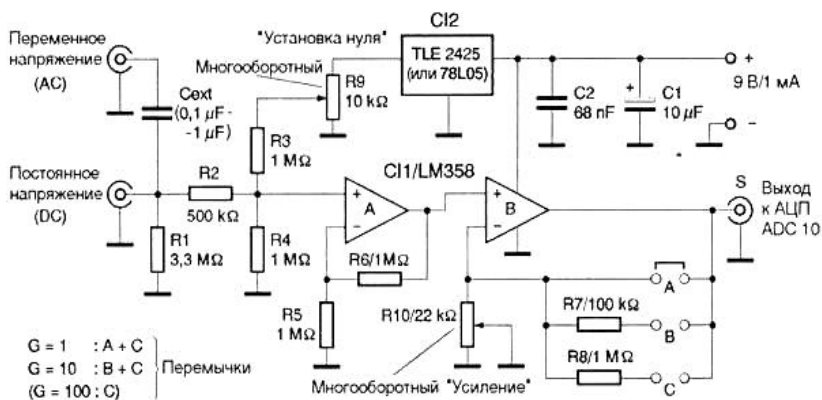 Переменное
напряжение
(AC)
Cext
(0,1 μF -
-1 μF)
"Установка нуля"
Многооборотный
R9
10 kΩ
CI2
TLE 2425
(или 78L05)
C2
68 nF
+
C1
10 μF
+
9 В/1 мА
−
R3
1 MΩ
Постоянное
напряжение
(DC)
R2
500 kΩ
R1
3,3 MΩ
R4
1 MΩ
CI1/LM358
+
A
−
+
B
−
R6/1MΩ
R5
1 MΩ
R10/22 kΩ
S
Выход
к АЦП
ADC 10
A
R7/100 kΩ
B
R8/1 MΩ
C
G = 1 : A + C
G = 10 : B + C
(G = 100 : C)
Перемычки
Многооборотный "Усиление"